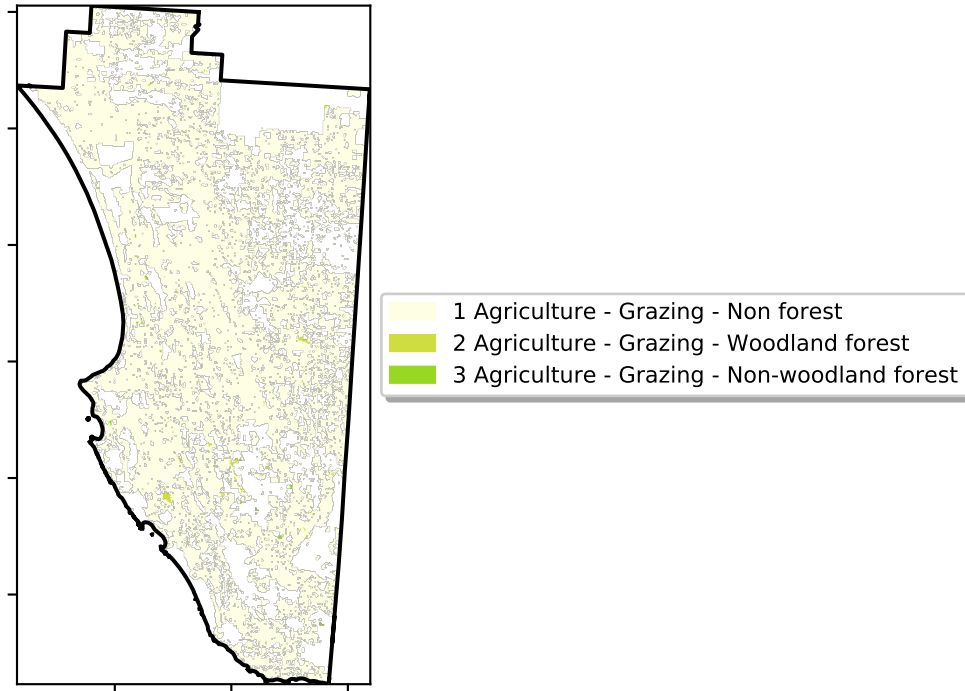 1 Agriculture - Grazing - Non forest
2 Agriculture - Grazing - Woodland forest
3 Agriculture - Grazing - Non-woodland forest